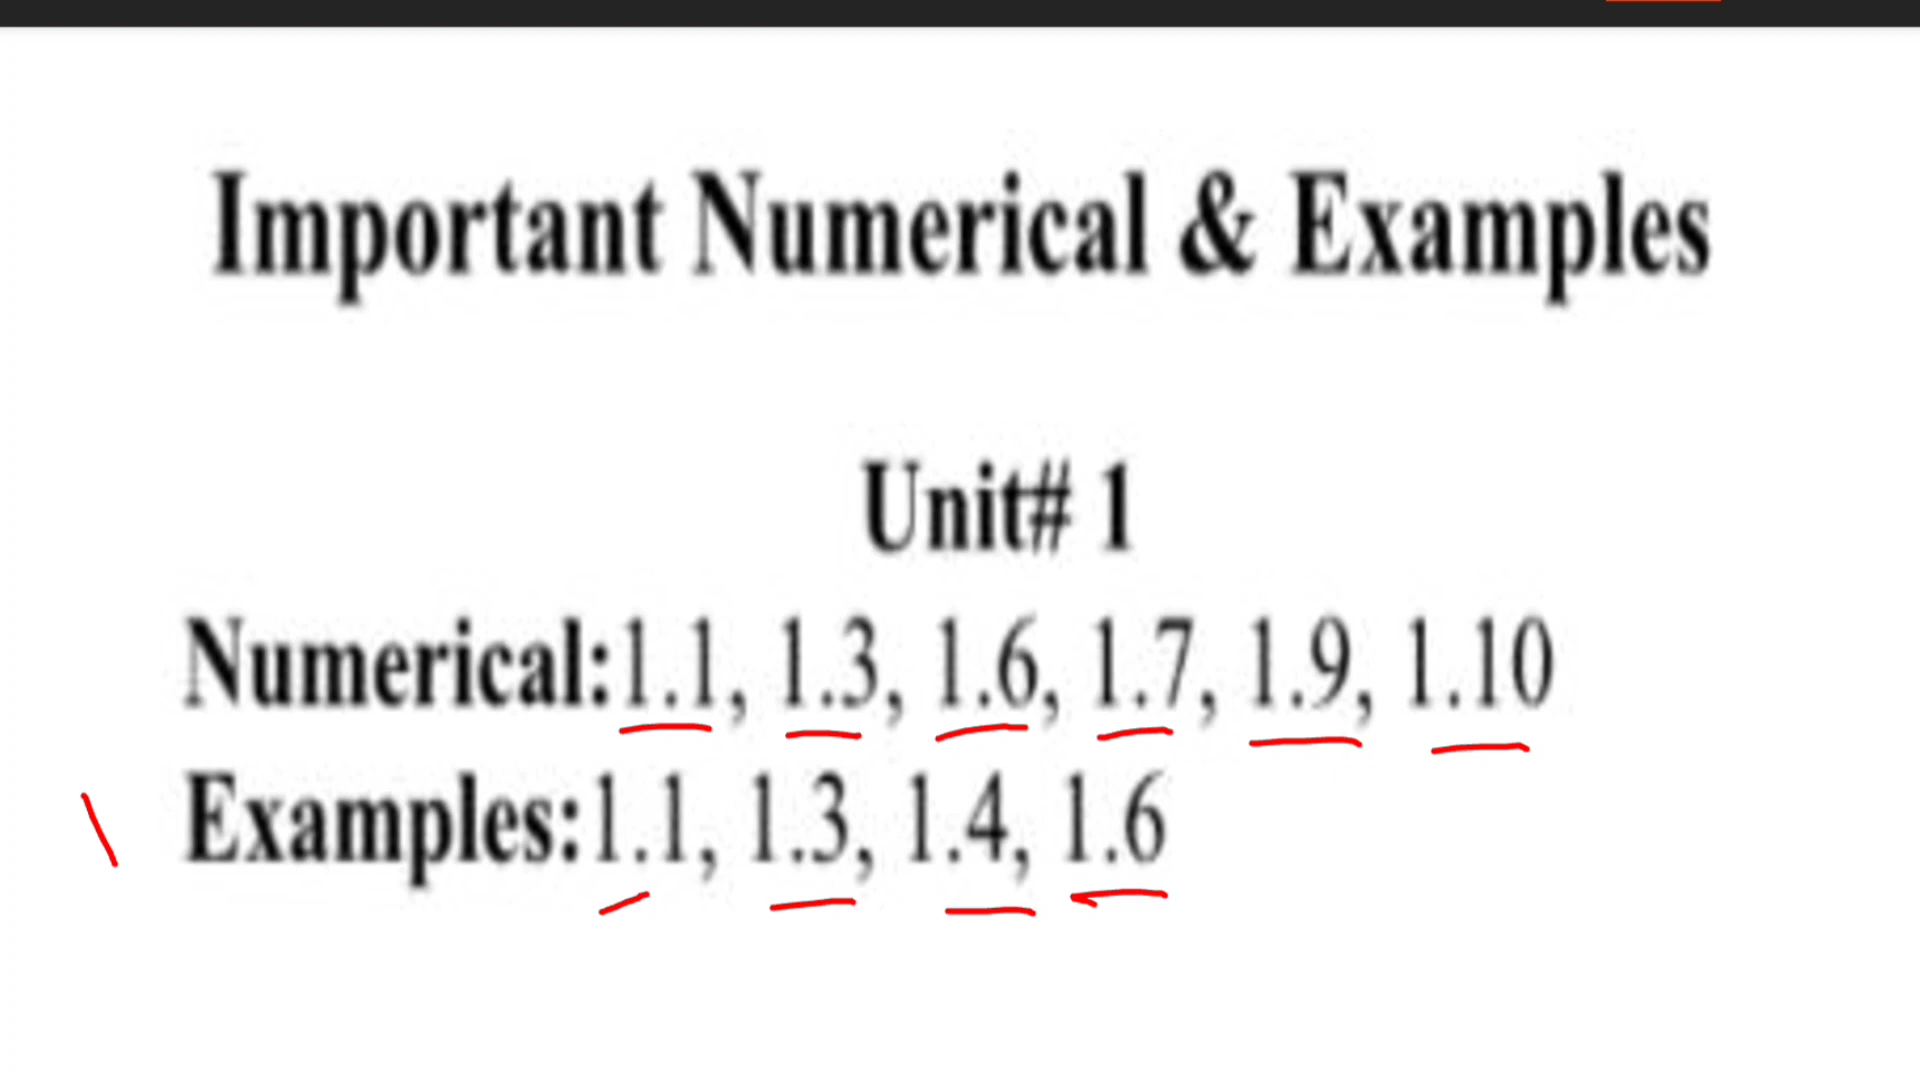 Important Numerical & Examples
Unit# 1
Numerical:1.1, 1.3, 1.6, 1.7, 1.9, 1.10
Examples:1.1, 1.3, 1.4, 1.6